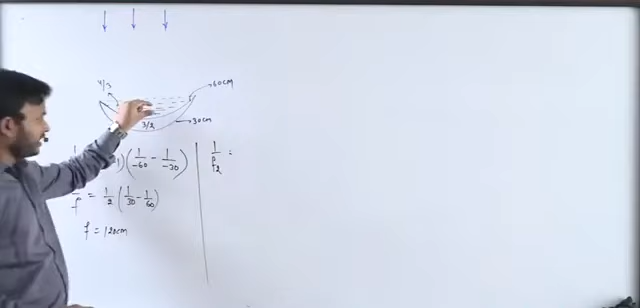 4/3
60cm
3/2
30cm
1 1) (1/-60 - 1/-30)
1/f = 1/2 (1/30 - 1/60)
f = 120cm
1/f₂ =